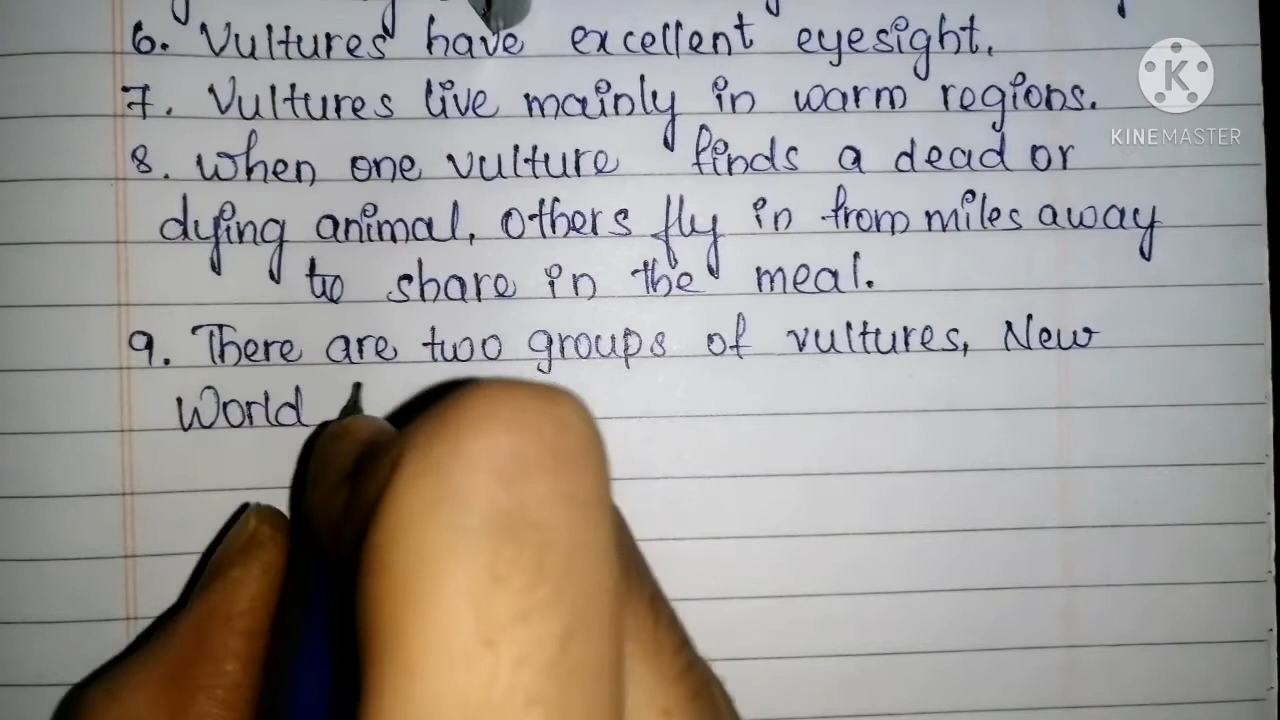 6. Vultures have excellent eyesight.
7. Vultures live mainly in warm regions.
8. When one vulture finds a dead or
dying animal, others fly in from miles away
to share in the meal.
9. There are two groups of vultures, New
World
K
KINEMASTER